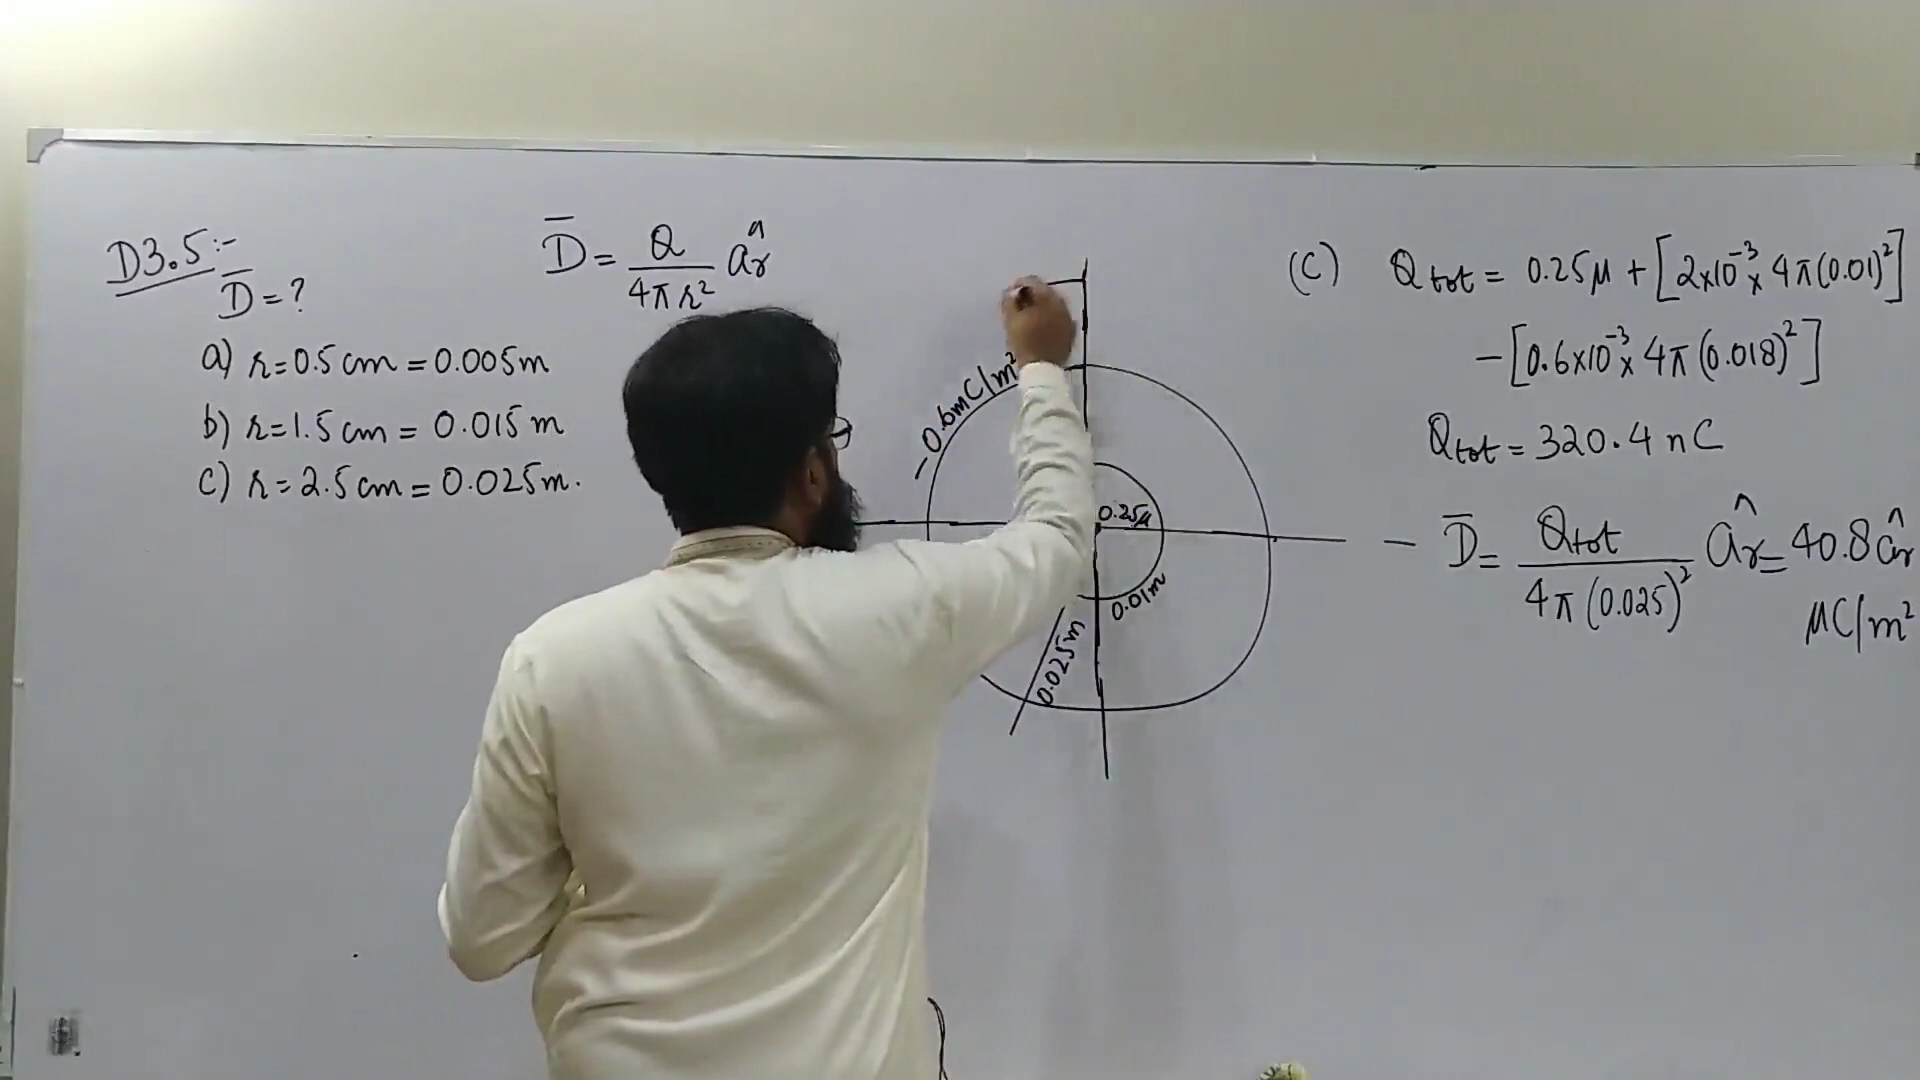 D3.5:-
D̄ = ?
a) r = 0.5 cm = 0.005m
b) r = 1.5 cm = 0.015 m
c) r = 2.5 cm = 0.025m.
D̄ = Q / 4πr² âr
-0.6mC/m²
0.25μ
0.01m
0.025m
(C) Qtot = 0.25μ + [2×10⁻³ × 4π(0.01)²]
- [0.6×10⁻³ × 4π(0.018)²]
Qtot = 320.4 nC
- D̄ = Qtot / 4π(0.025)² âr = 40.8 âr
μC/m²